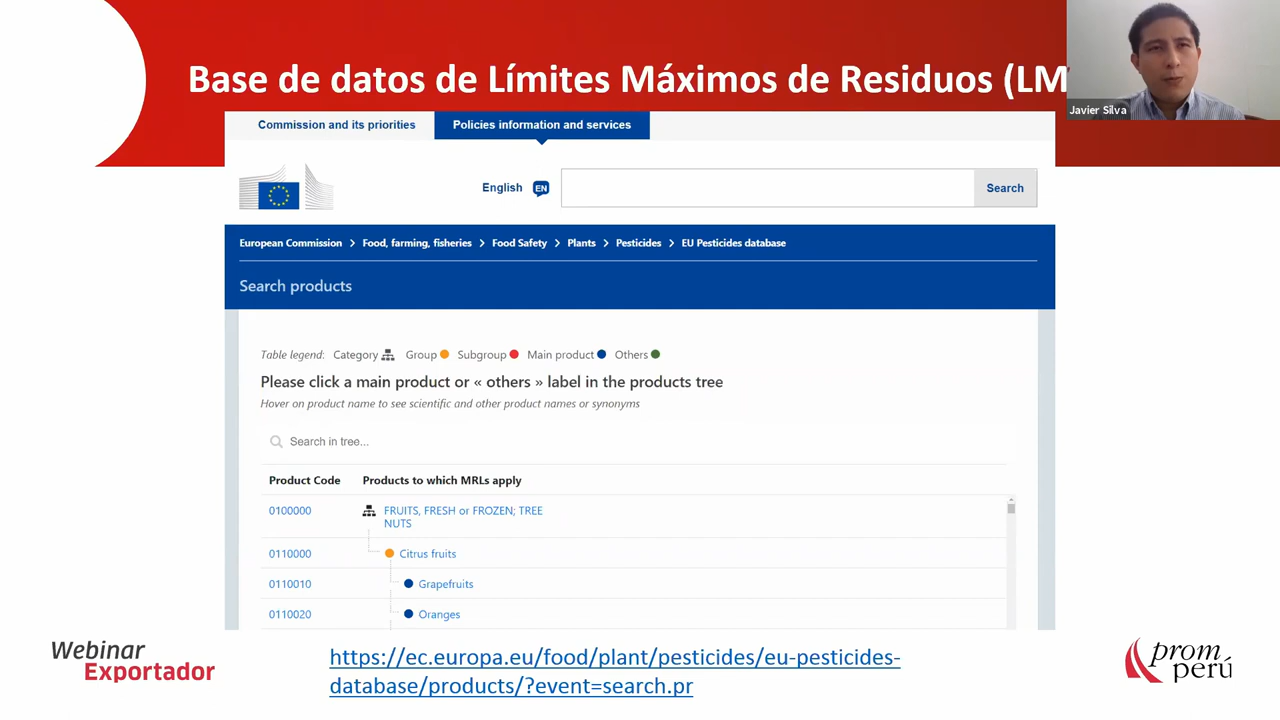 Base de datos de Límites Máximos de Residuos (LM
Javier Silva
Commission and its priorities
Policies information and services
English EN
Search
European Commission > Food, farming, fisheries > Food Safety > Plants > Pesticides > EU Pesticides database
Search products
Table legend: Category Group Subgroup Main product Others
Please click a main product or « others » label in the products tree
Hover on product name to see scientific and other product names or synonyms
Search in tree...
Product Code Products to which MRLs apply
0100000 FRUITS, FRESH or FROZEN; TREE
NUTS
0110000 Citrus fruits
0110010 Grapefruits
0110020 Oranges
Webinar
Exportador
https://ec.europa.eu/food/plant/pesticides/eu-pesticides-
database/products/?event=search.pr
prom
perú